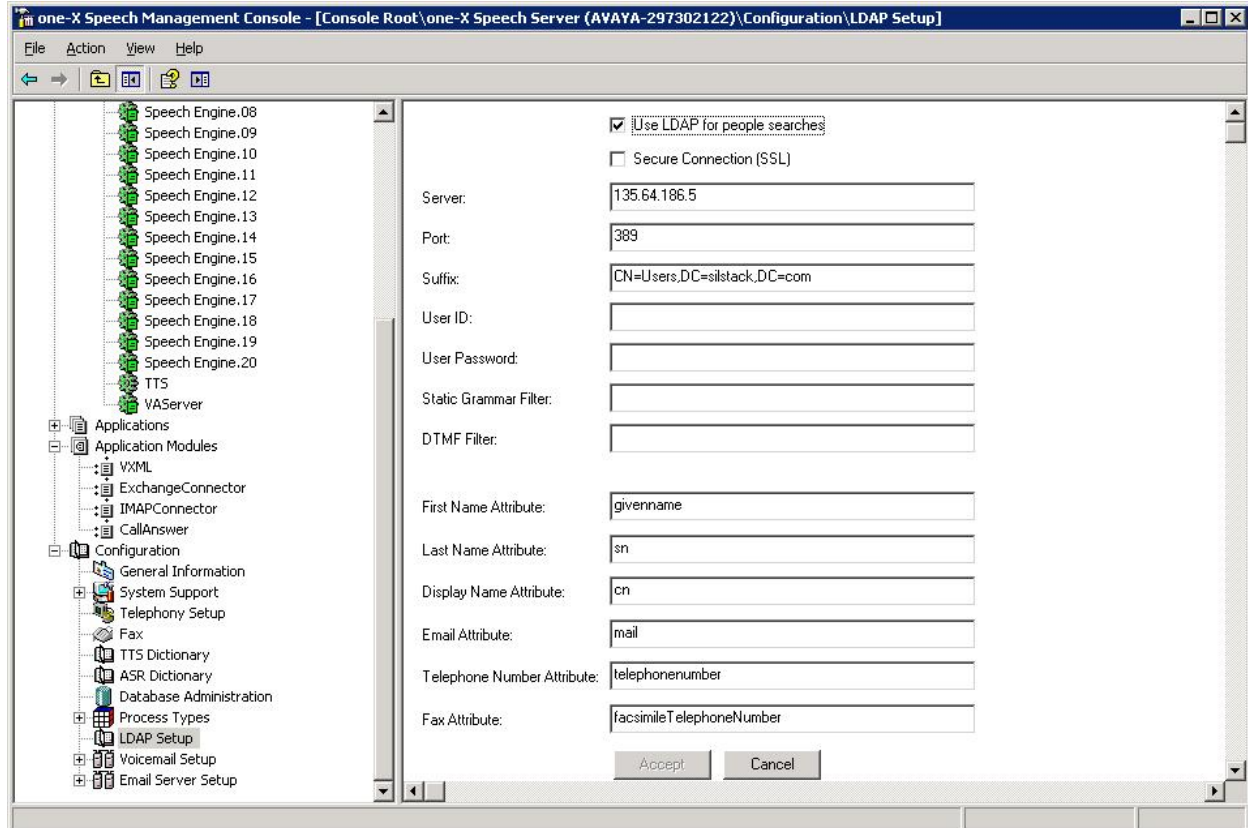 one-X Speech Management Console - [Console Root\one-X Speech Server (AVAYA-297302122)\Configuration\LDAP Setup]
File Action View Help
Speech Engine.08
Speech Engine.09
Speech Engine.10
Speech Engine.11
Speech Engine.12
Speech Engine.13
Speech Engine.14
Speech Engine.15
Speech Engine.16
Speech Engine.17
Speech Engine.18
Speech Engine.19
Speech Engine.20
TTS
VAServer
Applications
Application Modules
VXML
ExchangeConnector
IMAPConnector
CallAnswer
Configuration
General Information
System Support
Telephony Setup
Fax
TTS Dictionary
ASR Dictionary
Database Administration
Process Types
LDAP Setup
Voicemail Setup
Email Server Setup
Use LDAP for people searches
Secure Connection (SSL)
Server: 135.64.186.5
Port: 389
Suffix: CN=Users,DC=silstack,DC=com
User ID:
User Password:
Static Grammar Filter:
DTMF Filter:
First Name Attribute: givenname
Last Name Attribute: sn
Display Name Attribute: cn
Email Attribute: mail
Telephone Number Attribute: telephonenumber
Fax Attribute: facsimileTelephoneNumber
Accept Cancel